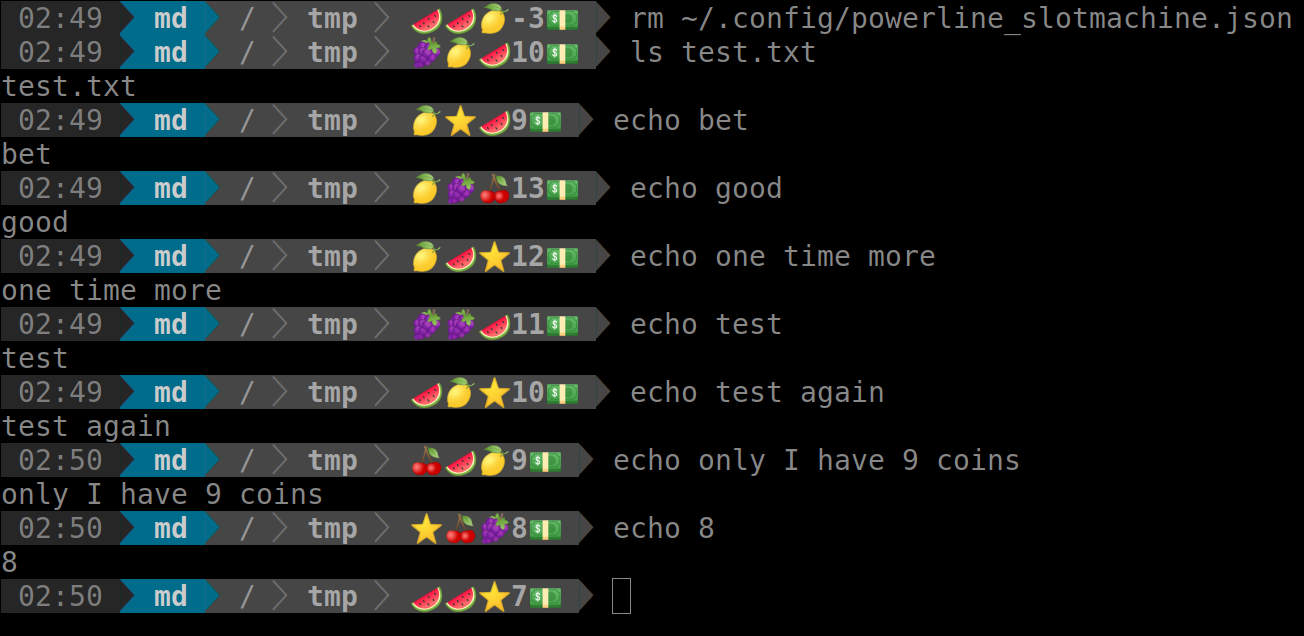 02:49 md / tmp 🍉🍉🍋-3💵 rm ~/.config/powerline_slotmachine.json
02:49 md / tmp 🍇🍋🍉10💵 ls test.txt
test.txt
02:49 md / tmp 🍋⭐🍉9💵 echo bet
bet
02:49 md / tmp 🍋🍇🍒13💵 echo good
good
02:49 md / tmp 🍋🍉⭐12💵 echo one time more
one time more
02:49 md / tmp 🍇🍇🍉11💵 echo test
test
02:49 md / tmp 🍉🍋⭐10💵 echo test again
test again
02:50 md / tmp 🍒🍉🍋9💵 echo only I have 9 coins
only I have 9 coins
02:50 md / tmp ⭐🍒🍇8💵 echo 8
8
02:50 md / tmp 🍉🍉⭐7💵